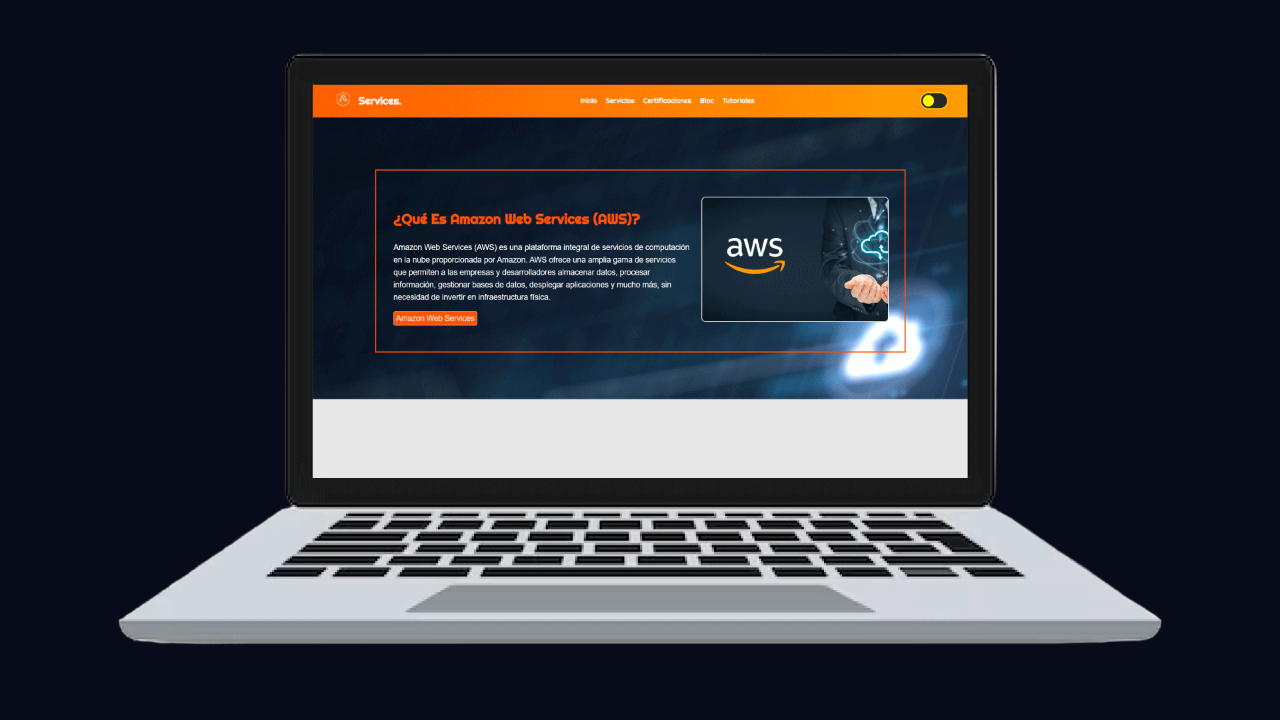 Services.
Inicio Servicios Certificaciones Bloc Tutoriales
¿Qué Es Amazon Web Services (AWS)?
Amazon Web Services (AWS) es una plataforma integral de servicios de computación
en la nube proporcionada por Amazon. AWS ofrece una amplia gama de servicios
que permiten a las empresas y desarrolladores almacenar datos, procesar
información, gestionar bases de datos, desplegar aplicaciones y mucho más, sin
necesidad de invertir en infraestructura física.
Amazon Web Services
aws